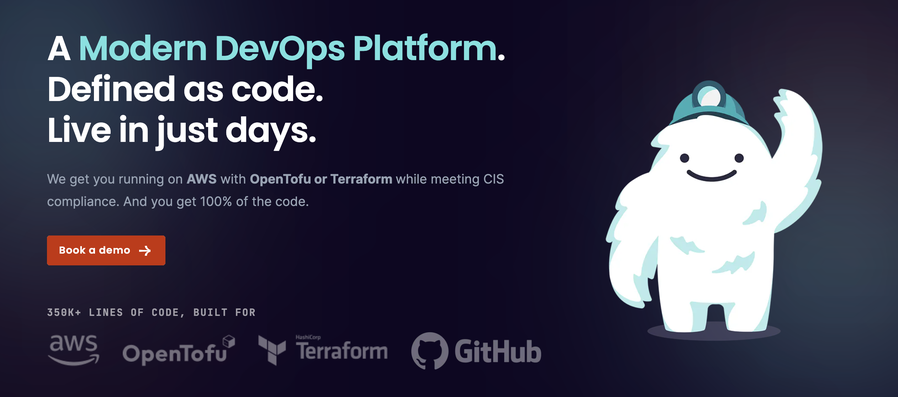 A Modern DevOps Platform.
Defined as code.
Live in just days.
We get you running on AWS with OpenTofu or Terraform while meeting CIS
compliance. And you get 100% of the code.
Book a demo →
350K+ LINES OF CODE, BUILT FOR
aws OpenTofu HashiCorp Terraform GitHub